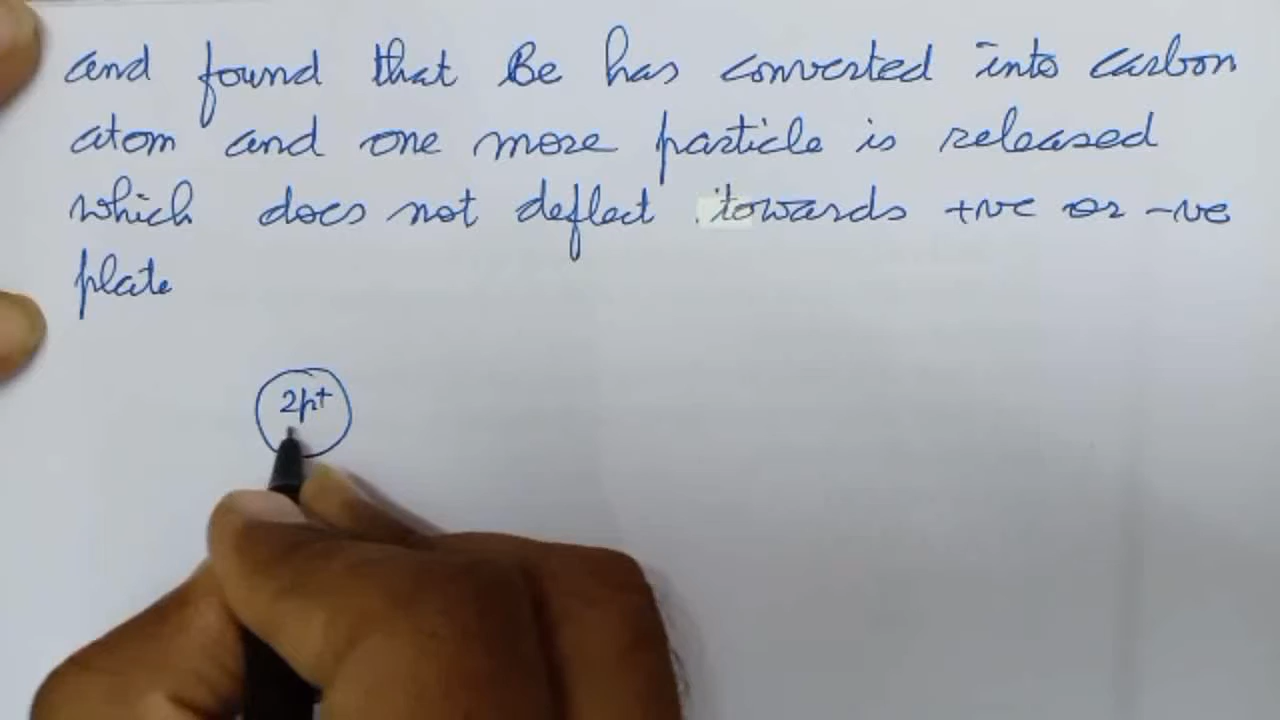 and found that Be has converted into carbon
atom and one more particle is released
which does not deflect towards +ve or -ve
plate
2p+